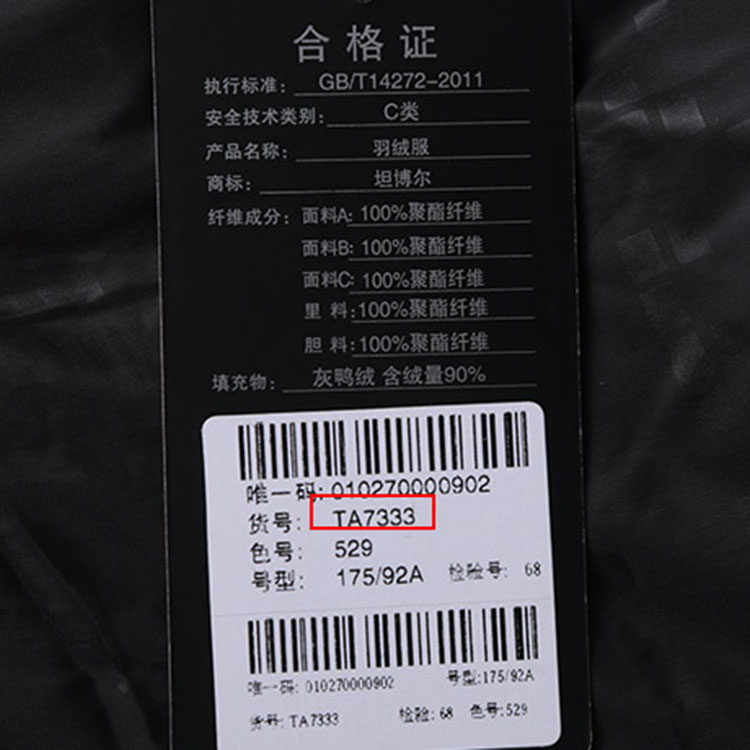 合格证
执行标准: GB/T14272-2011
安全技术类别: C类
产品名称: 羽绒服
商标: 坦博尔
纤维成分: 面料A: 100%聚酯纤维
面料B: 100%聚酯纤维
面料C: 100%聚酯纤维
里 料: 100%聚酯纤维
胆 料: 100%聚酯纤维
填充物: 灰鸭绒 含绒量90%
唯一码: 010270000902
货号: TA7333
色号: 529
号型: 175/92A 检验号: 68
唯一码: 010270000902 号型:175/92A
货号: TA7333 检验: 68 色号:529